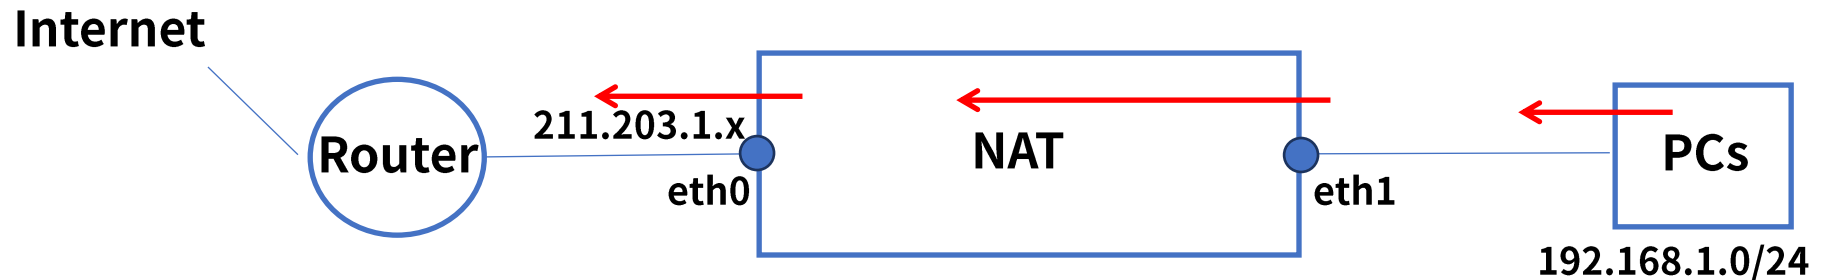 Internet
Router
211.203.1.x
eth0
NAT
eth1
PCs
192.168.1.0/24